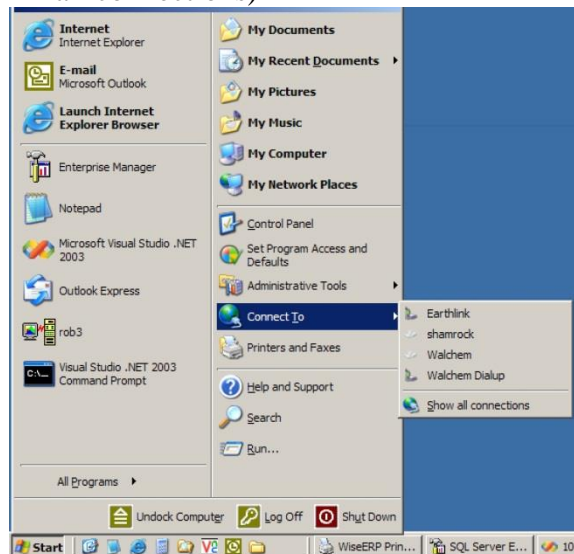 Internet
Internet Explorer
E-mail
Microsoft Outlook
Launch Internet
Explorer Browser
Enterprise Manager
Notepad
Microsoft Visual Studio .NET
2003
Outlook Express
rob3
Visual Studio .NET 2003
Command Prompt
All Programs
My Documents
My Recent Documents
My Pictures
My Music
My Computer
My Network Places
Control Panel
Set Program Access and
Defaults
Administrative Tools
Connect To
Printers and Faxes
Help and Support
Search
Run...
Earthlink
shamrock
Walchem
Walchem Dialup
Show all connections
Undock Computer
Log Off
Shut Down
Start
WiseERP Prin...
SQL Server E...
10